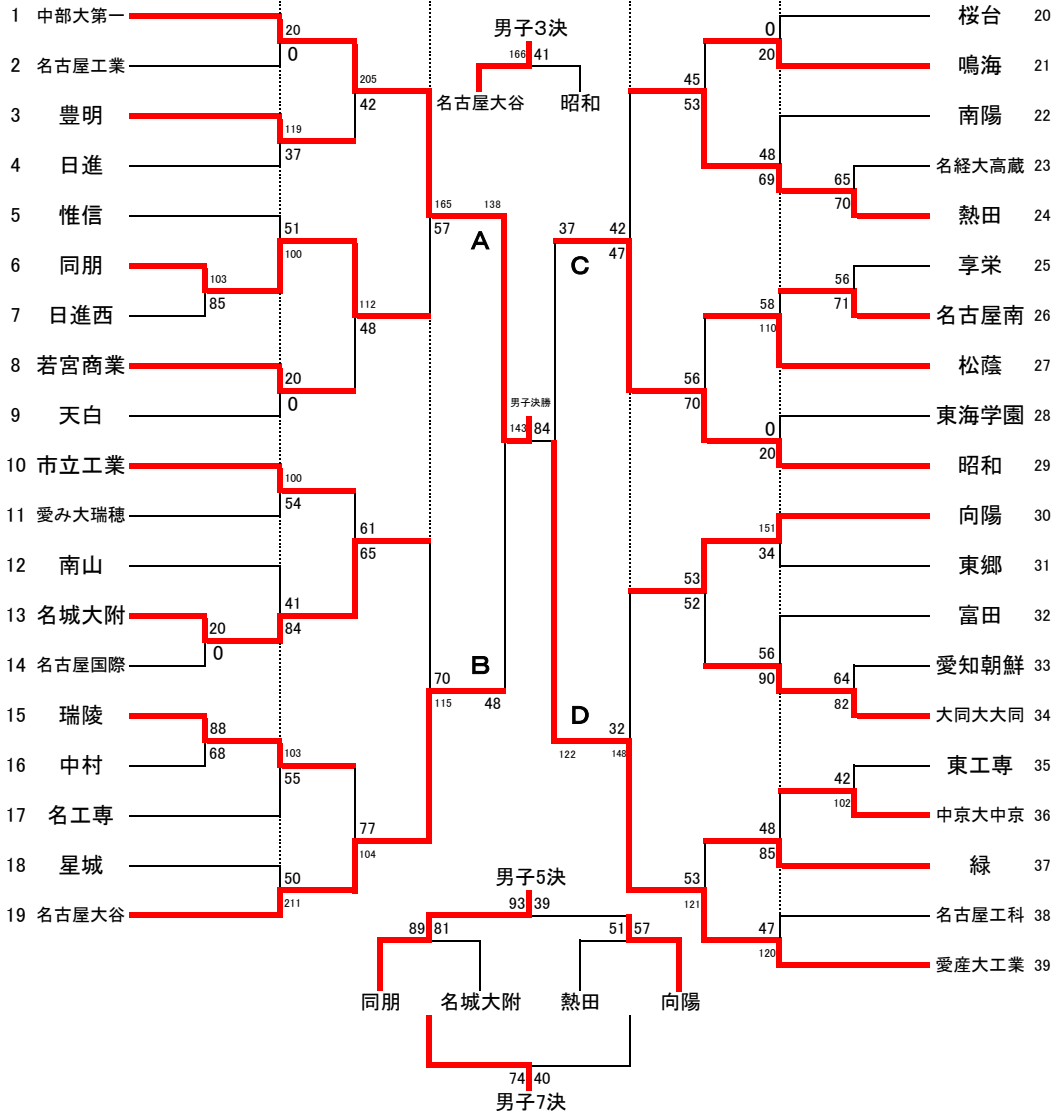 1 中部大第一
2 名古屋工業
3 豊明
4 日進
5 惟信
6 同朋
7 日進西
8 若宮商業
9 天白
10 市立工業
11 愛み大瑞穂
12 南山
13 名城大附
14 名古屋国際
15 瑞陵
16 中村
17 名工専
18 星城
19 名古屋大谷
20
0
119
37
51
100
103
85
20
0
100
54
41
84
20
0
88
68
103
55
50
211
205
42
112
48
61
65
77
104
165
57
70
115
138
A
B
48
男子3決
166 41
名古屋大谷 昭和
男子決勝
143 84
37
C
D
122
42
47
32
148
45
53
56
70
53
52
53
121
0
20
48
69
65
70
56
71
58
110
0
20
151
34
56
90
64
82
42
102
48
85
47
120
桜台 20
鳴海 21
南陽 22
名経大高蔵 23
熱田 24
享栄 25
名古屋南 26
松蔭 27
東海学園 28
昭和 29
向陽 30
東郷 31
富田 32
愛知朝鮮 33
大同大大同 34
東工専 35
中京大中京 36
緑 37
名古屋工科 38
愛産大工業 39
男子5決
93 39
89 81
51 57
同朋 名城大附 熱田 向陽
74 40
男子7決